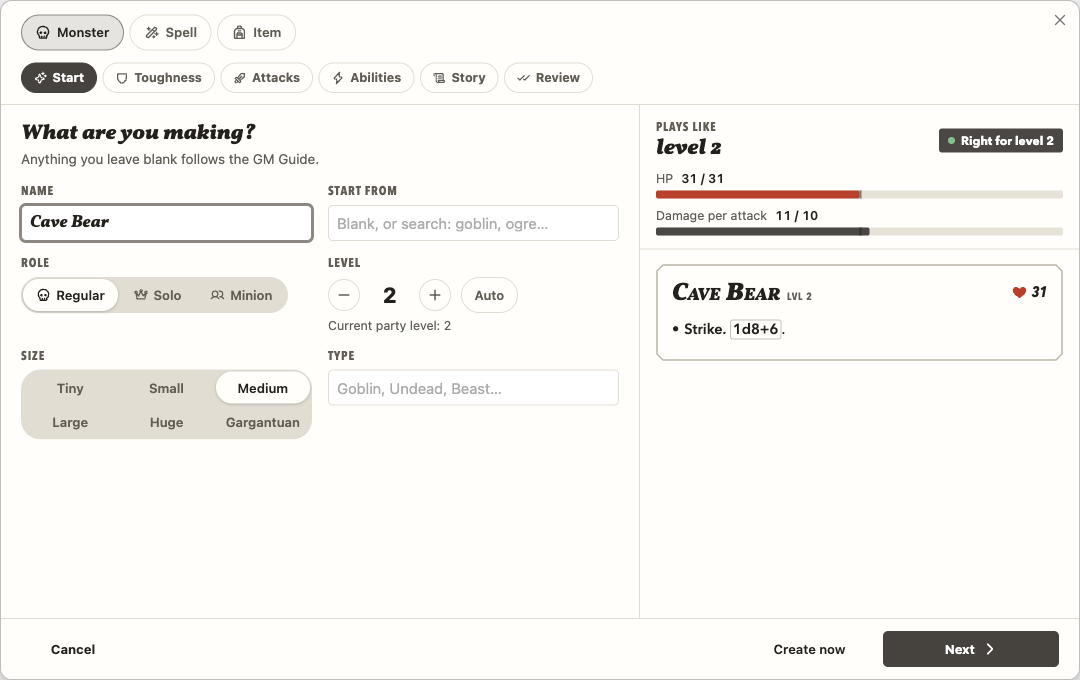 Monster Spell Item
Start Toughness Attacks Abilities Story Review
What are you making?
Anything you leave blank follows the GM Guide.
NAME
Cave Bear
START FROM
Blank, or search: goblin, ogre...
ROLE
Regular Solo Minion
LEVEL
2 Auto
Current party level: 2
SIZE
Tiny Small Medium
Large Huge Gargantuan
TYPE
Goblin, Undead, Beast...
PLAYS LIKE
level 2
Right for level 2
HP 31 / 31
Damage per attack 11 / 10
CAVE BEAR LVL 2 31
• Strike. 1d8+6.
Cancel Create now Next